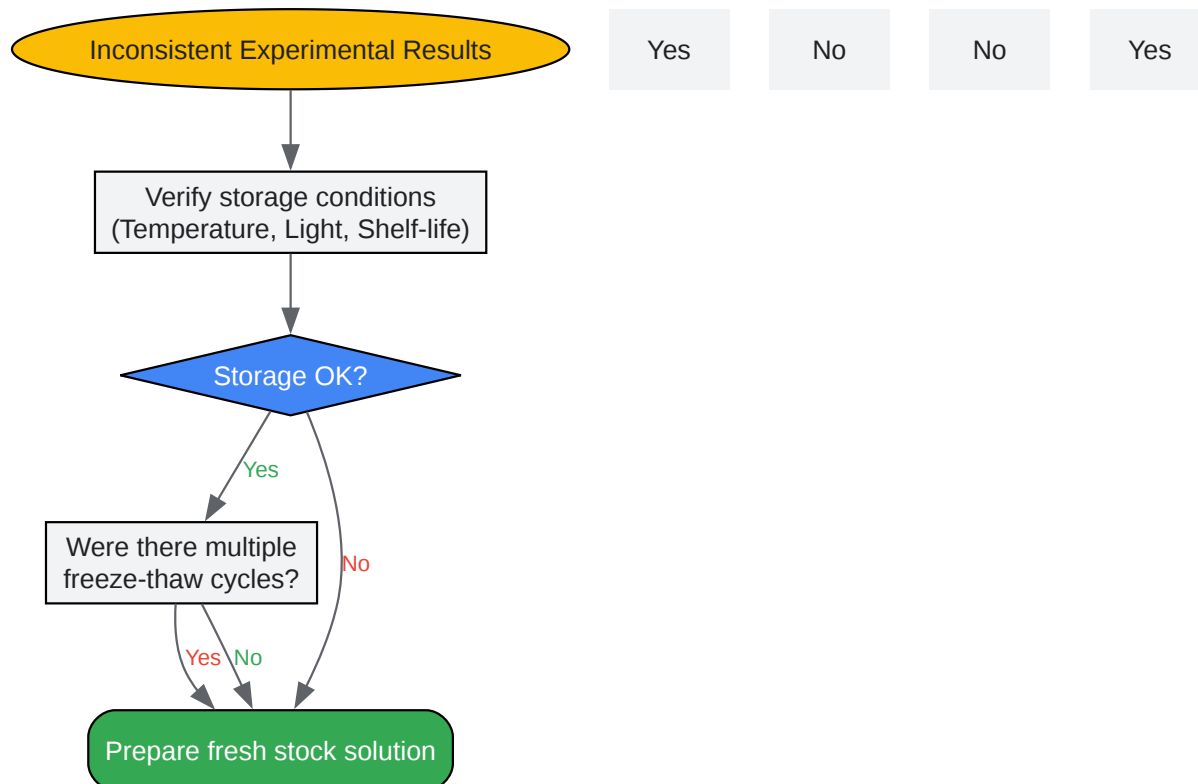 Inconsistent Experimental Results
Yes
No
No
Yes
Verify storage conditions
(Temperature, Light, Shelf-life)
Storage OK?
Yes
No
Were there multiple
freeze-thaw cycles?
Yes
No
Prepare fresh stock solution